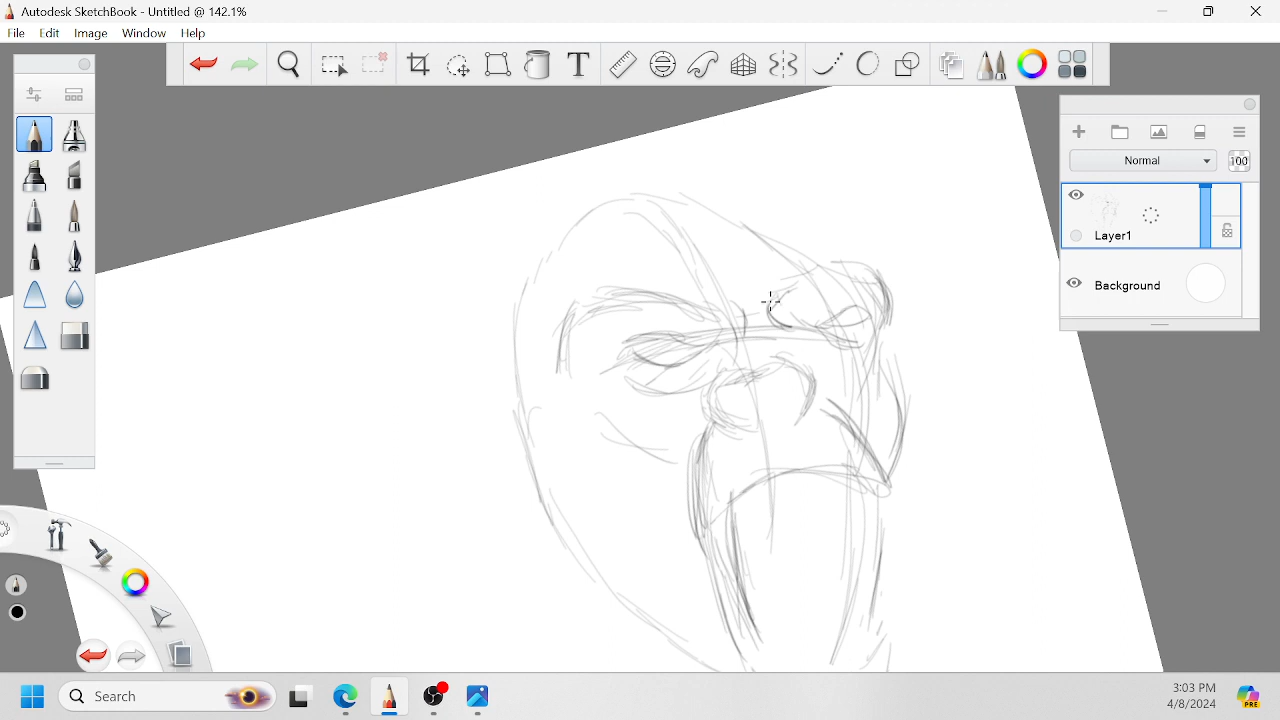 Autodesk SketchBook - Untitled @ 142.1%
File Edit Image Window Help
T
Normal 100
Layer1
Background
Search
3:03 PM
4/8/2024
PRE